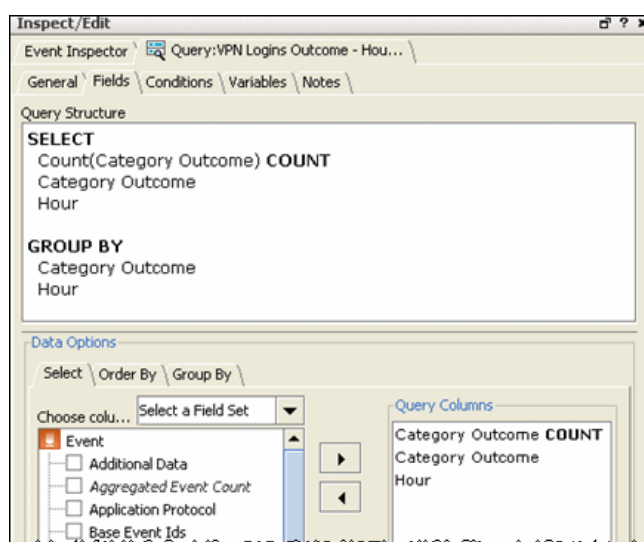 Inspect/Edit
Event Inspector
Query:VPN Logins Outcome - Hou...
General
Fields
Conditions
Variables
Notes
Query Structure
SELECT
Count(Category Outcome) COUNT
Category Outcome
Hour
GROUP BY
Category Outcome
Hour
Data Options
Select
Order By
Group By
Choose colu...
Select a Field Set
Event
Additional Data
Aggregated Event Count
Application Protocol
Base Event Ids
Query Columns
Category Outcome COUNT
Category Outcome
Hour